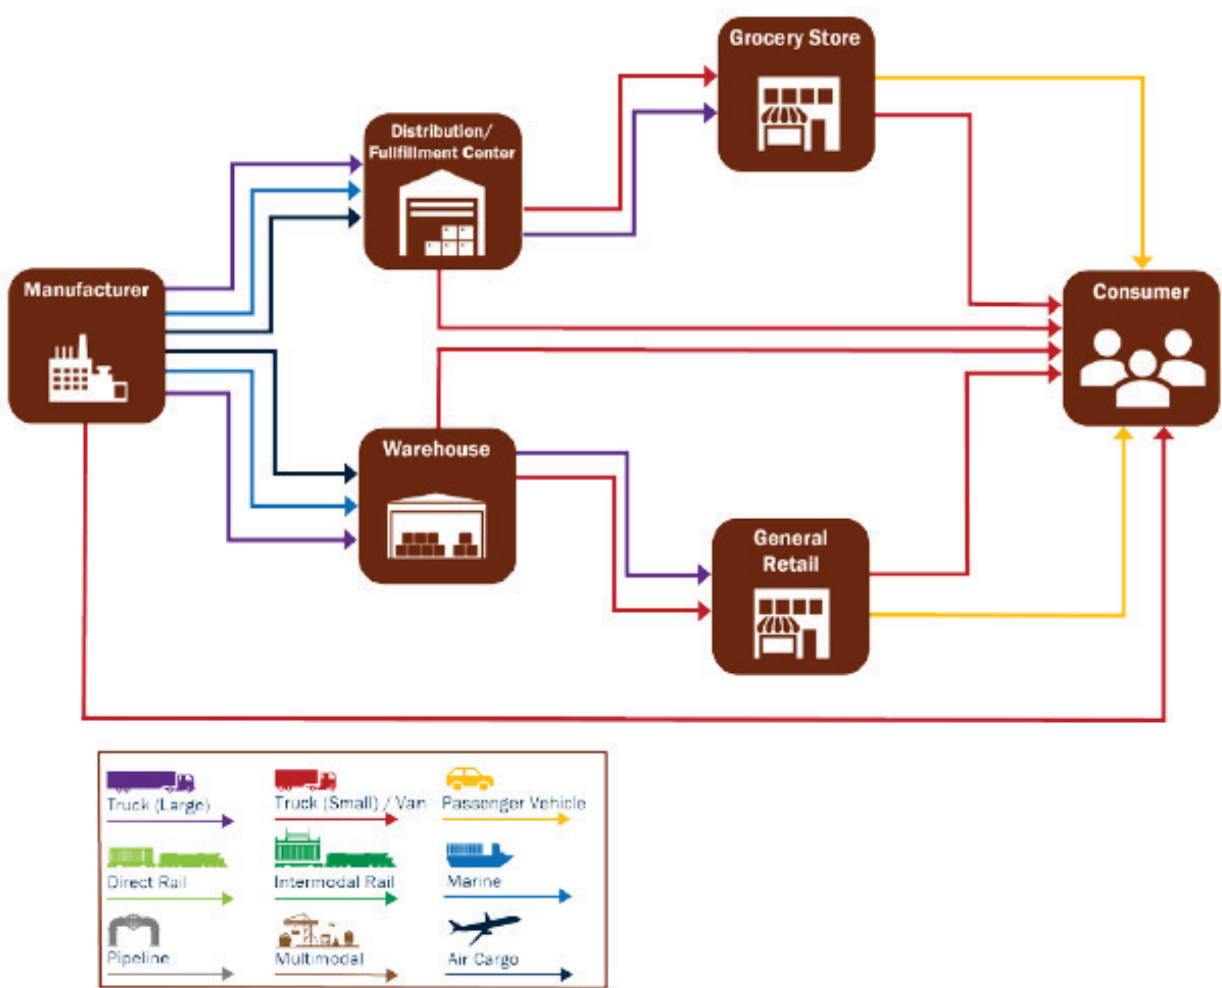 Grocery Store
Distribution/
Fullfillment Center
Manufacturer
Consumer
Warehouse
General
Retail
Truck (Large)
Truck (Small) / Van
Passenger Vehicle
Direct Rail
Intermodal Rail
Marine
Pipeline
Multimodal
Air Cargo